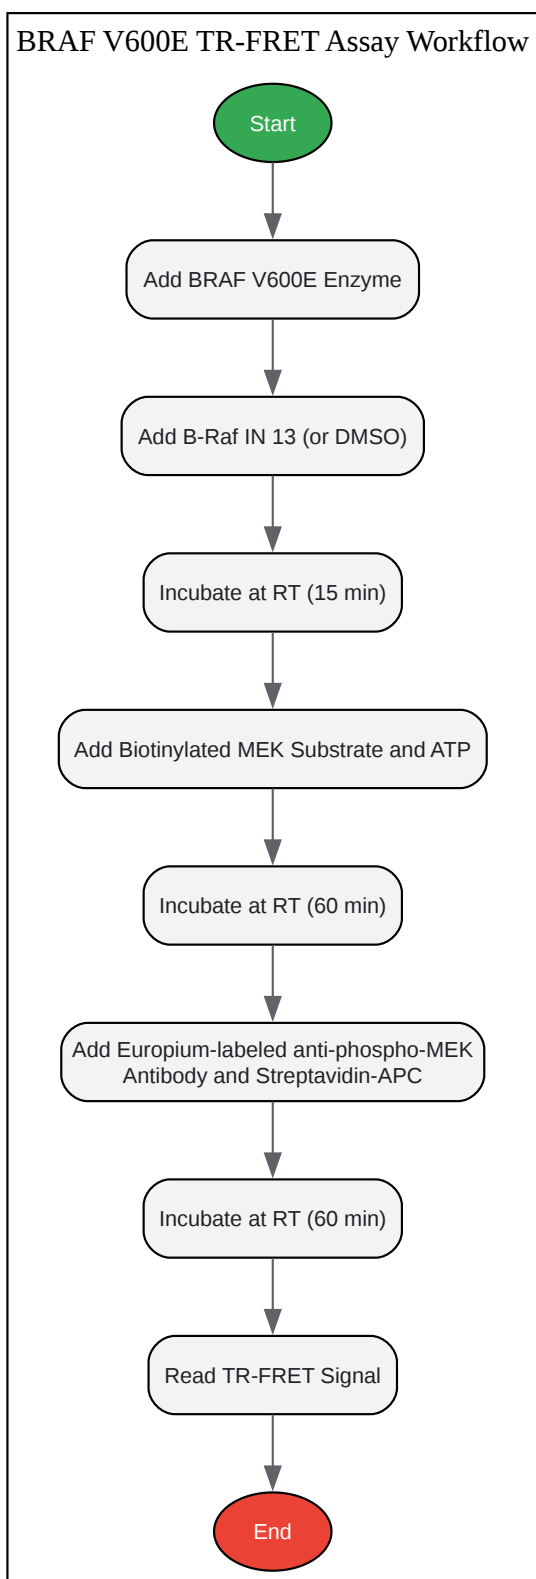 BRAF V600E TR-FRET Assay Workflow
Start
Add BRAF V600E Enzyme
Add B-Raf IN 13 (or DMSO)
Incubate at RT (15 min)
Add Biotinylated MEK Substrate and ATP
Incubate at RT (60 min)
Add Europium-labeled anti-phospho-MEK
Antibody and Streptavidin-APC
Incubate at RT (60 min)
Read TR-FRET Signal
End